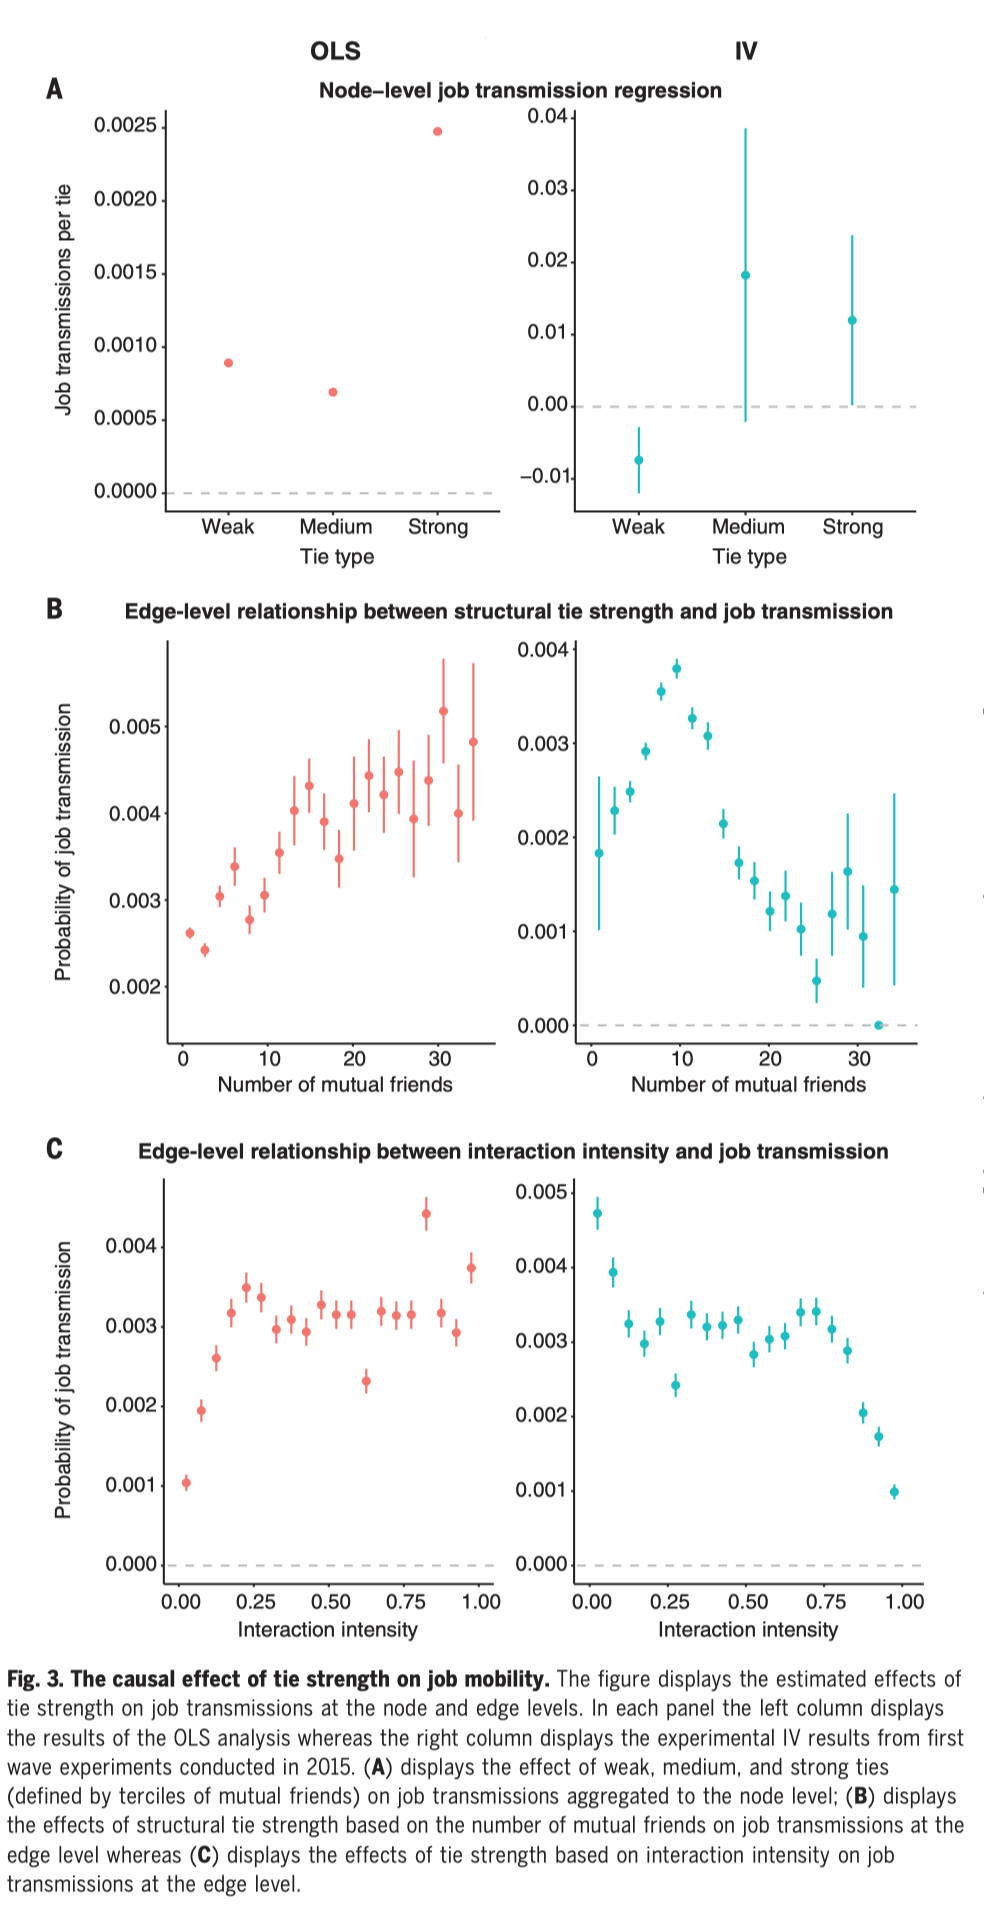 OLS
IV
A
Node–level job transmission regression
Job transmissions per tie
0.0025
0.0020
0.0015
0.0010
0.0005
0.0000
Weak Medium Strong
Tie type
0.04
0.03
0.02
0.01
0.00
−0.01
Weak Medium Strong
Tie type
B
Edge-level relationship between structural tie strength and job transmission
Probability of job transmission
0.005
0.004
0.003
0.002
0 10 20 30
Number of mutual friends
0.004
0.003
0.002
0.001
0.000
0 10 20 30
Number of mutual friends
C
Edge-level relationship between interaction intensity and job transmission
Probability of job transmission
0.004
0.003
0.002
0.001
0.000
0.00 0.25 0.50 0.75 1.00
Interaction intensity
0.005
0.004
0.003
0.002
0.001
0.000
0.00 0.25 0.50 0.75 1.00
Interaction intensity
Fig. 3. The causal effect of tie strength on job mobility. The figure displays the estimated effects of
tie strength on job transmissions at the node and edge levels. In each panel the left column displays
the results of the OLS analysis whereas the right column displays the experimental IV results from first
wave experiments conducted in 2015. (A) displays the effect of weak, medium, and strong ties
(defined by terciles of mutual friends) on job transmissions aggregated to the node level; (B) displays
the effects of structural tie strength based on the number of mutual friends on job transmissions at the
edge level whereas (C) displays the effects of tie strength based on interaction intensity on job
transmissions at the edge level.